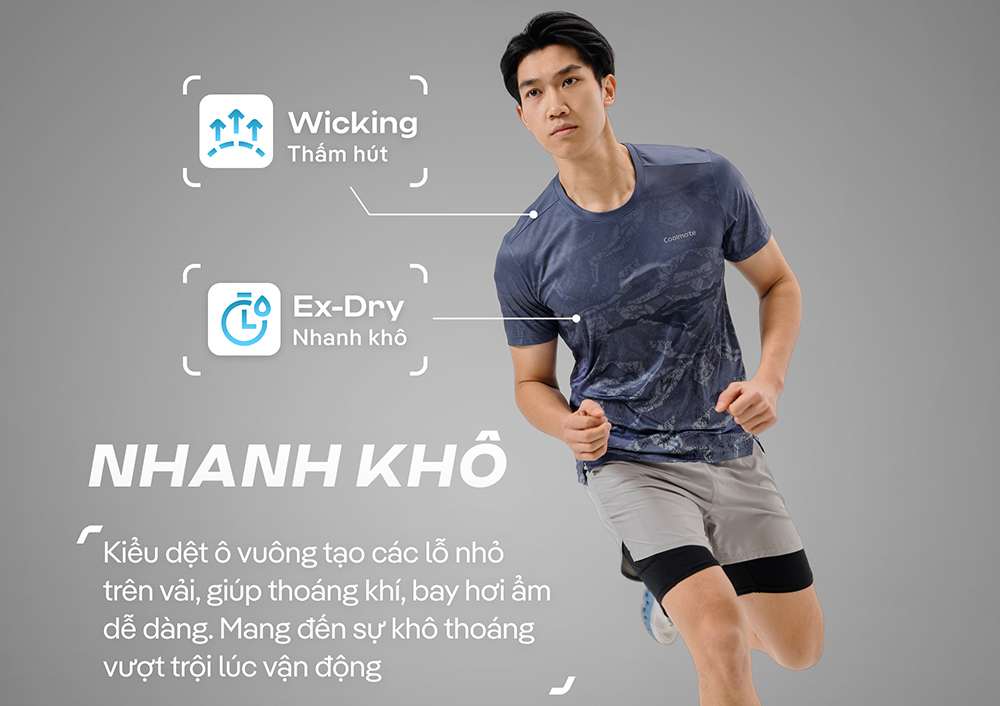 Wicking
Thấm hút
Coolmate
Ex-Dry
Nhanh khô
NHANH KHÔ
Kiểu dệt ô vuông tạo các lỗ nhỏ
trên vải, giúp thoáng khí, bay hơi ẩm
dễ dàng. Mang đến sự khô thoáng
vượt trội lúc vận động